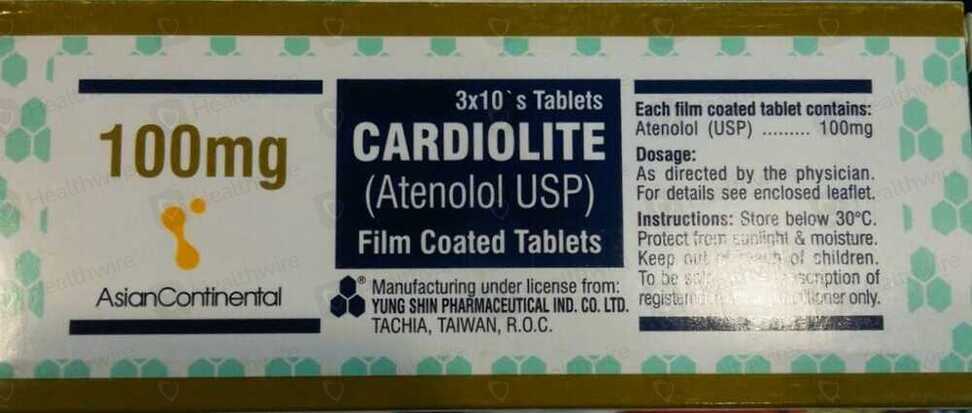 100mg
AsianContinental
3x10`s Tablets
CARDIOLITE
(Atenolol USP)
Film Coated Tablets
®
Manufacturing under license from:
YUNG SHIN PHARMACEUTICAL IND. CO. LTD.
TACHIA, TAIWAN, R.O.C.
Each film coated tablet contains:
Atenolol (USP) ......... 100mg
Dosage:
As directed by the physician.
For details see enclosed leaflet.
Instructions: Store below 30°C.
Protect from sunlight & moisture.
Keep out of reach of children.
To be of
only.
Healthwire